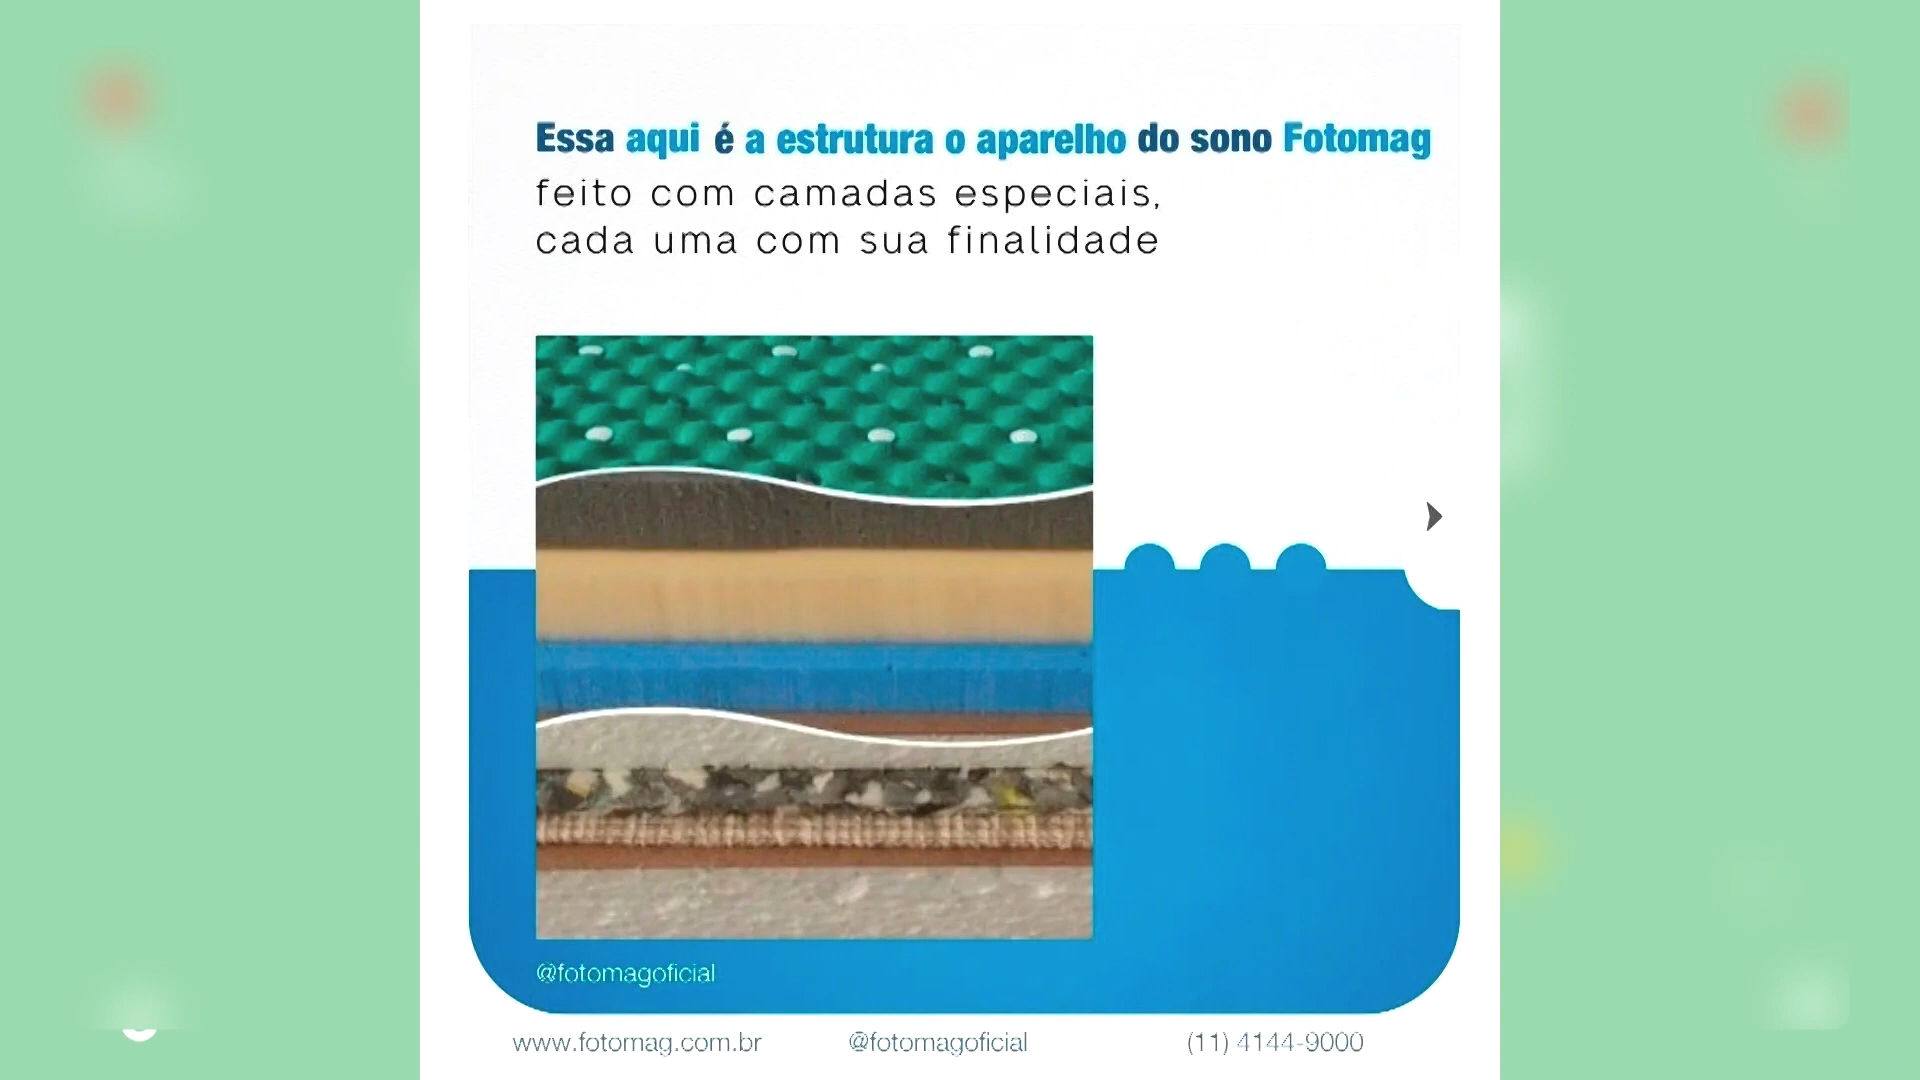 Essa aqui é a estrutura o aparelho do sono Fotomag
feito com camadas especiais,
cada uma com sua finalidade
@fotomagoficial
www.fotomag.com.br @fotomagoficial (11) 4144-9000